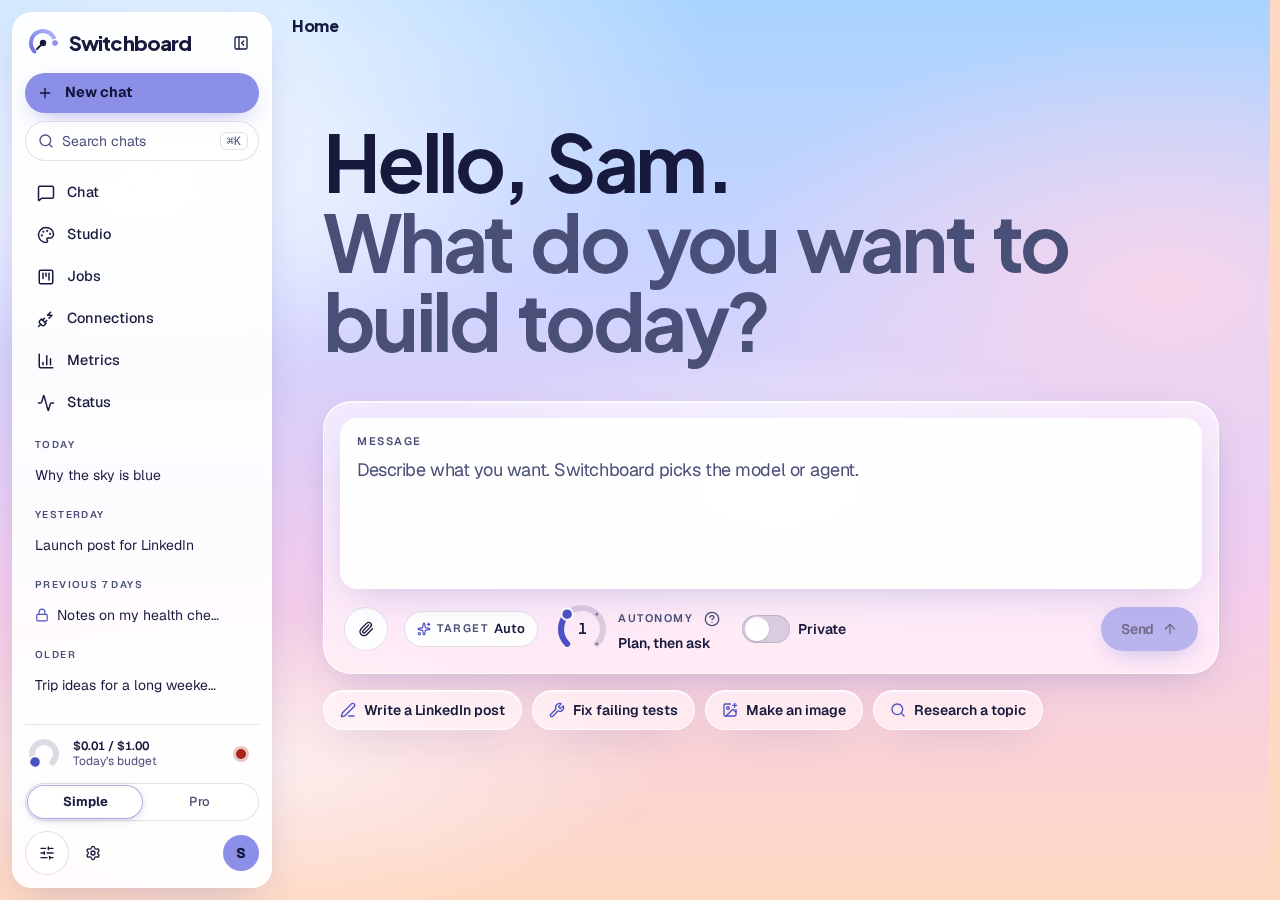 Switchboard
Home
New chat
Search chats ⌘K
Chat
Studio
Jobs
Connections
Metrics
Status
TODAY
Why the sky is blue
YESTERDAY
Launch post for LinkedIn
PREVIOUS 7 DAYS
Notes on my health che…
OLDER
Trip ideas for a long weeke…
$0.01 / $1.00
Today's budget
Simple Pro
S
Hello, Sam.
What do you want to
build today?
MESSAGE
Describe what you want. Switchboard picks the model or agent.
TARGET Auto
1
AUTONOMY ?
Plan, then ask
Private
Send
Write a LinkedIn post
Fix failing tests
Make an image
Research a topic